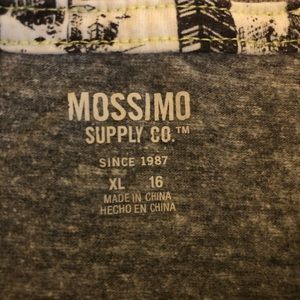 MOSSIMO
SUPPLY CO.™
SINCE 1987
XL 16
MADE IN CHINA
HECHO EN CHINA